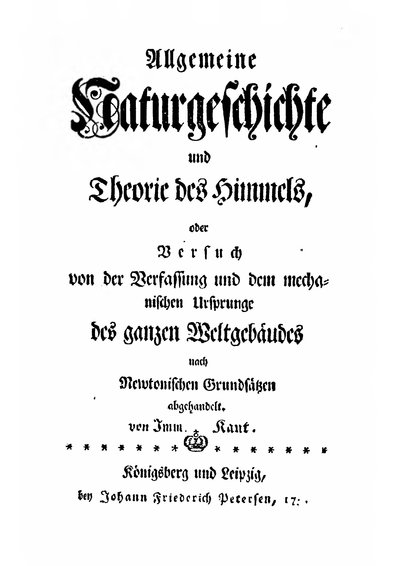 Allgemeine
Naturgeschichte
und
Theorie des Himmels,
oder
Versuch
von der Verfassung und dem mecha-
nischen Ursprunge
des ganzen Weltgebäudes
nach
Newtonischen Grundsätzen
abgehandelt.
von Imm. Kant.
Königsberg und Leipzig,
bey Johann Friederich Petersen, 17